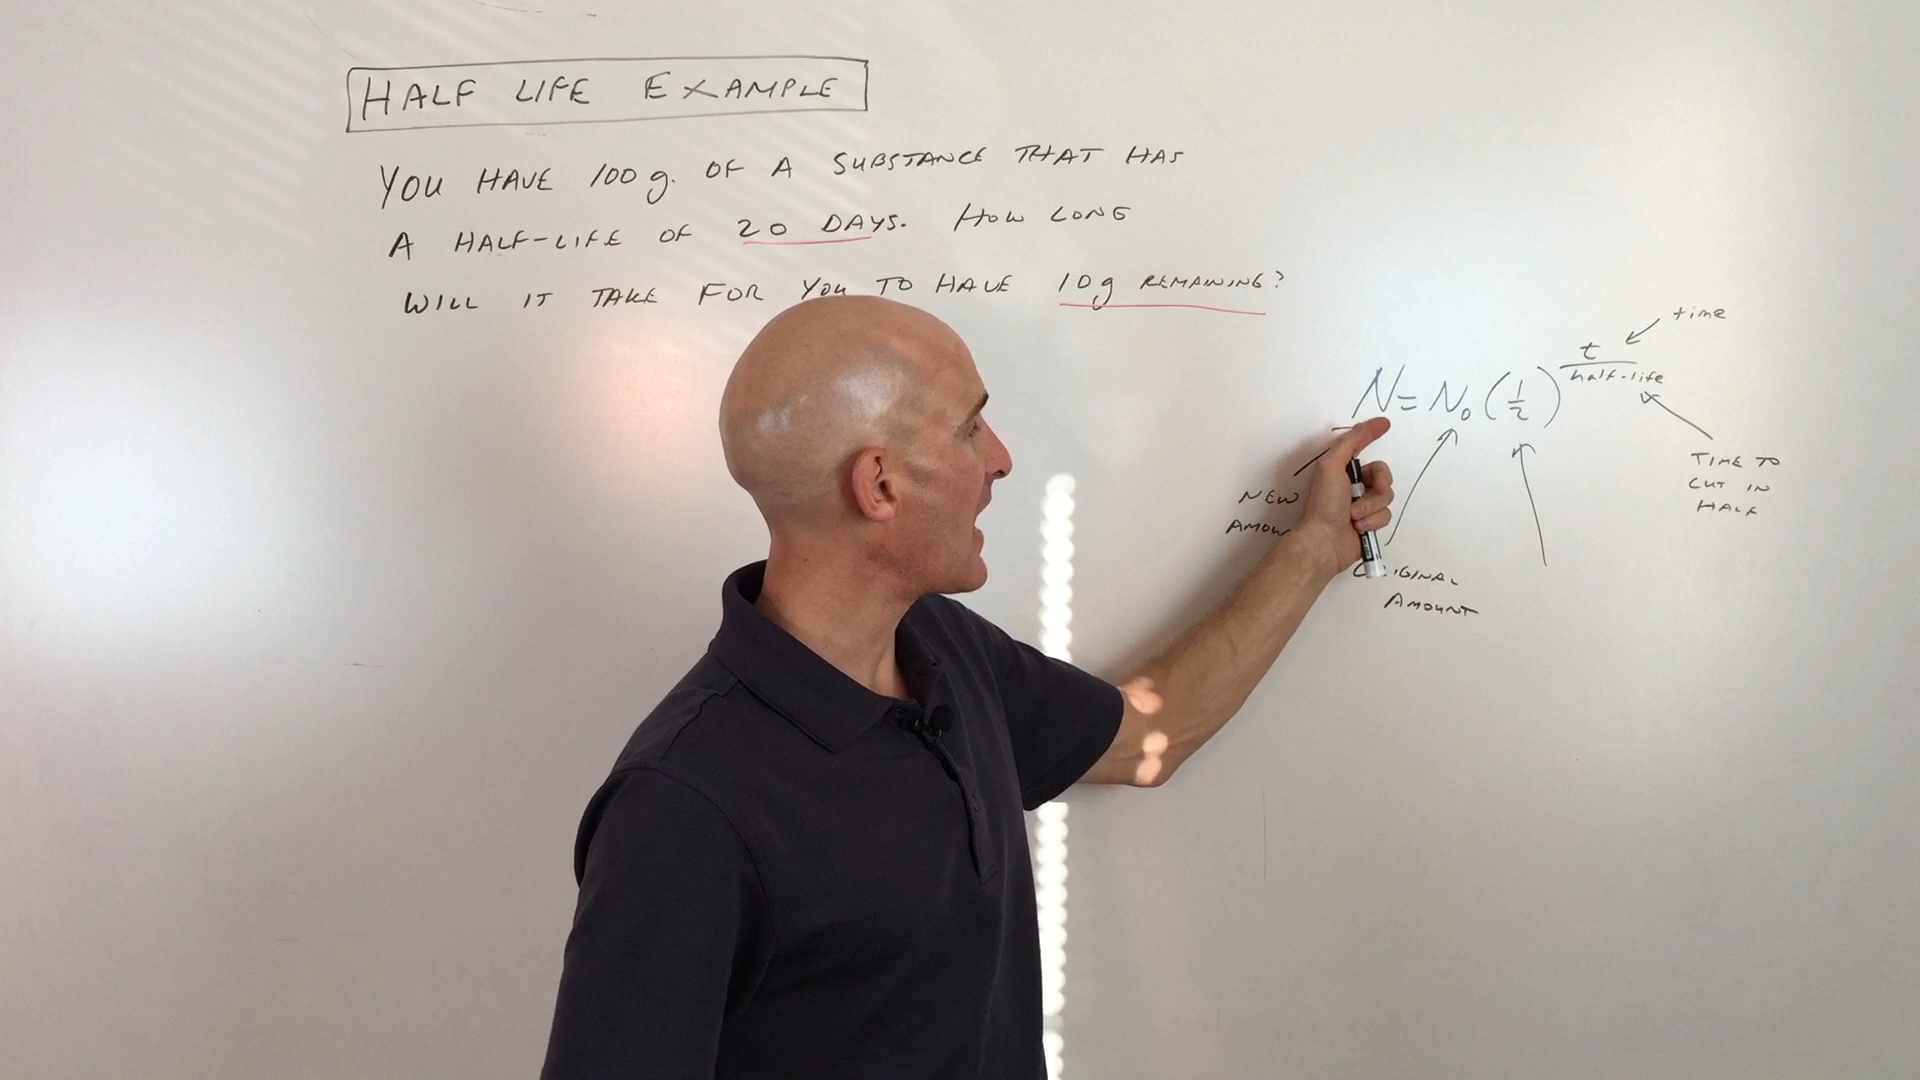 HALF LIFE EXAMPLE
YOU HAVE 100g. OF A SUBSTANCE THAT HAS
A HALF-LIFE OF 20 DAYS. HOW LONG
WILL IT TAKE FOR YOU TO HAVE 10g REMAINING?
time
N = N₀ (1/2)^(t/half-life)
NEW
AMOU
ORIGINAL
AMOUNT
TIME TO
CUT IN
HALF